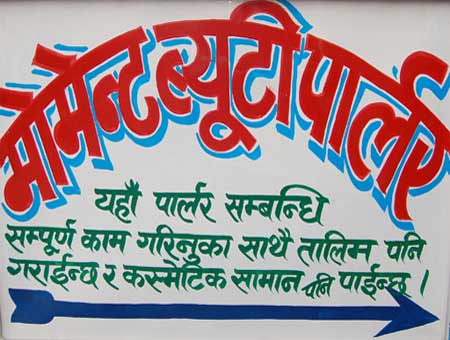 मोमेन्ट ब्यूटी पार्लर
यहाँ पार्लर सम्बन्धि
सम्पूर्ण काम गरिनुका साथै तालिम पनि
गराईन्छ र कस्मेटिक सामान पनि पाईन्छ ।